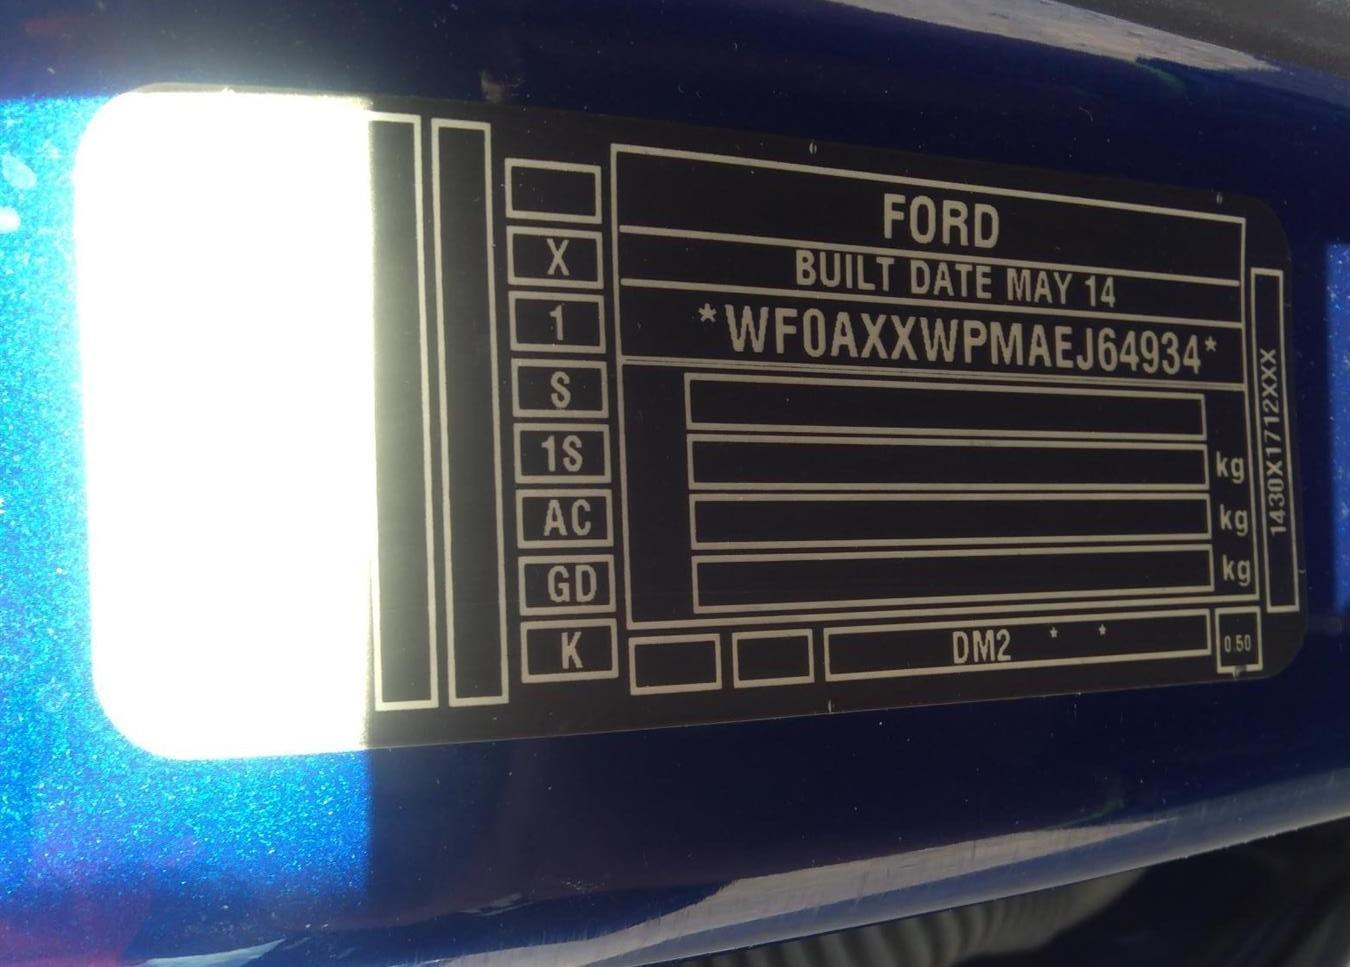 FORD
BUILT DATE MAY 14
*WF0AXXWPMAEJ64934*
X
1
S
1S
AC
GD
K
kg
kg
kg
DM2 * *
0.50
1430X1712XXX